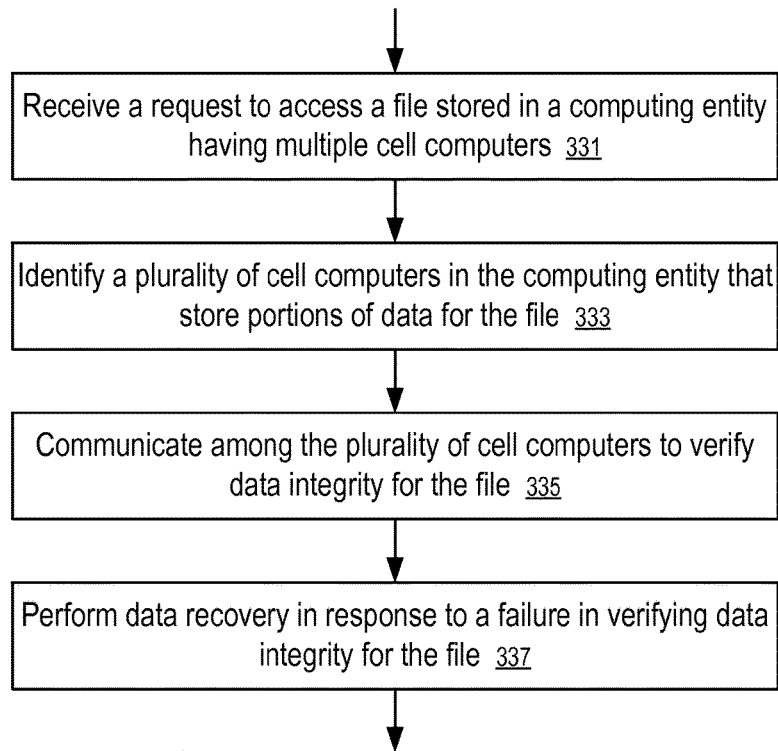 Receive a request to access a file stored in a computing entity
having multiple cell computers 331
Identify a plurality of cell computers in the computing entity that
store portions of data for the file 333
Communicate among the plurality of cell computers to verify
data integrity for the file 335
Perform data recovery in response to a failure in verifying data
integrity for the file 337